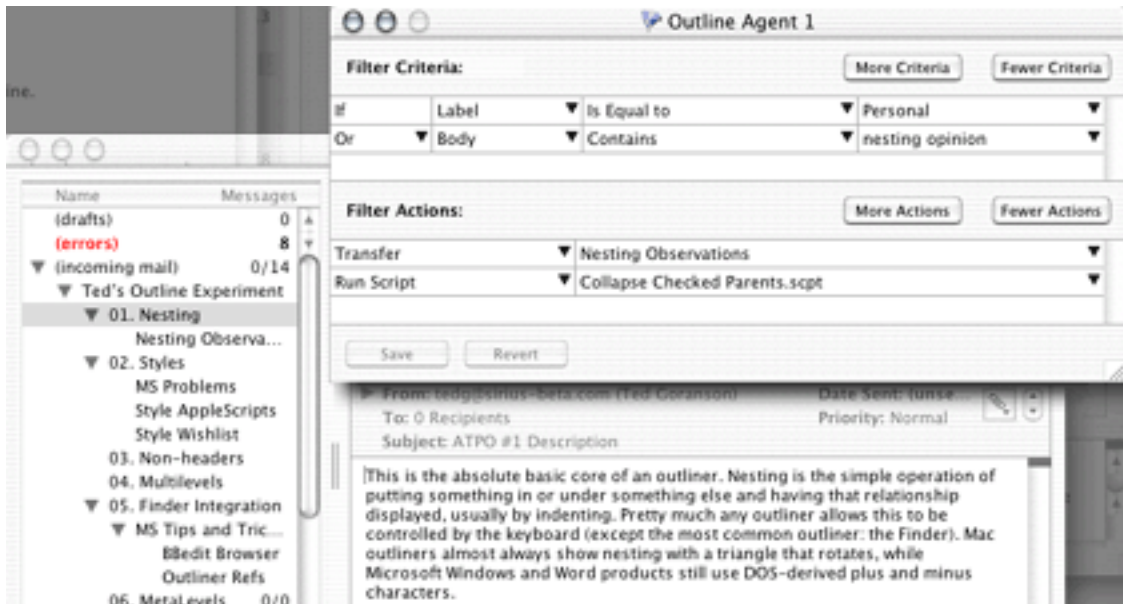 ine.
Outline Agent 1
Filter Criteria:
More Criteria
Fewer Criteria
If Label Is Equal to Personal
Or Body Contains nesting opinion
Filter Actions:
More Actions
Fewer Actions
Transfer Nesting Observations
Run Script Collapse Checked Parents.scpt
Save
Revert
Name Messages
(drafts) 0
(errors) 8
(incoming mail) 0/14
Ted's Outline Experiment
01. Nesting
Nesting Observa...
02. Styles
MS Problems
Style AppleScripts
Style Wishlist
03. Non-headers
04. Multilevels
05. Finder Integration
MS Tips and Tric...
BBedit Browser
Outliner Refs
06. MetaLevels 0/0
From: tedg@sirius-beta.com (Ted Goranson) Date Sent: (unse...
To: 0 Recipients Priority: Normal
Subject: ATPO #1 Description
This is the absolute basic core of an outliner. Nesting is the simple operation of
putting something in or under something else and having that relationship
displayed, usually by indenting. Pretty much any outliner allows this to be
controlled by the keyboard (except the most common outliner: the Finder). Mac
outliners almost always show nesting with a triangle that rotates, while
Microsoft Windows and Word products still use DOS-derived plus and minus
characters.